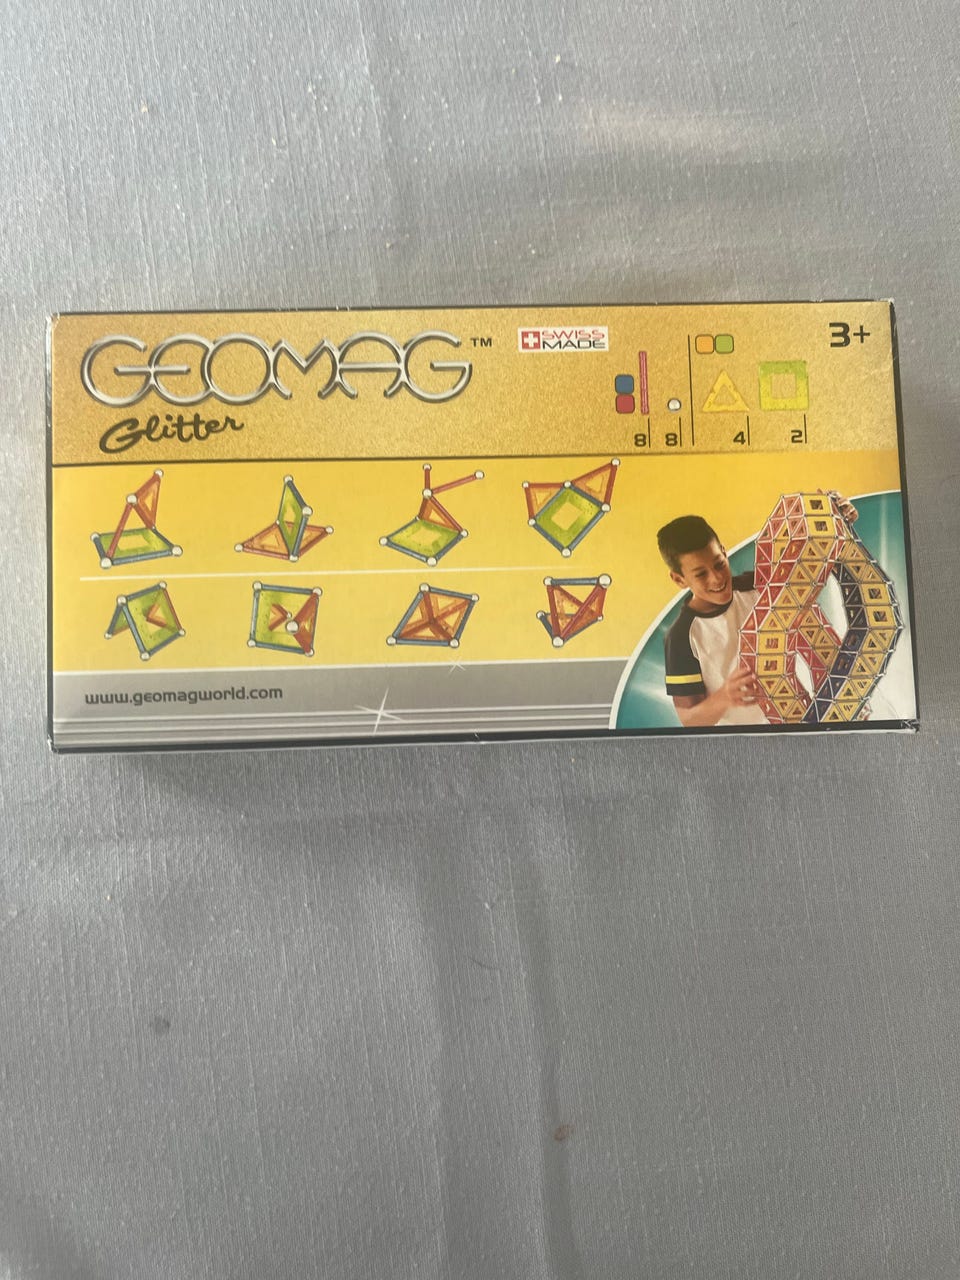 GEOMAG™
Glitter
SWISS
MADE
3+
8 8 4 2
www.geomagworld.com